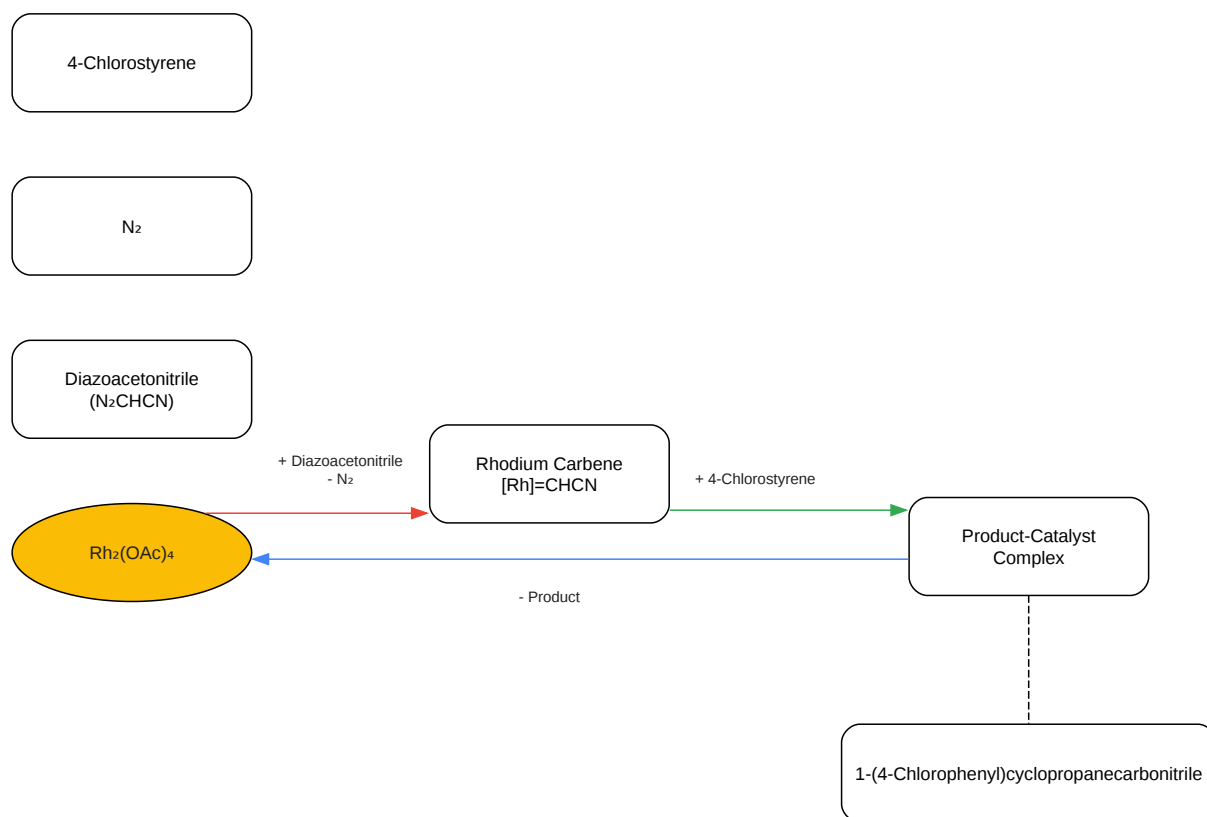 4-Chlorostyrene
N₂
Diazoacetonitrile
(N₂CHCN)
+ Diazoacetonitrile
- N₂
Rhodium Carbene
[Rh]=CHCN
+ 4-Chlorostyrene
Rh₂(OAc)₄
Product-Catalyst
Complex
- Product
1-(4-Chlorophenyl)cyclopropanecarbonitrile